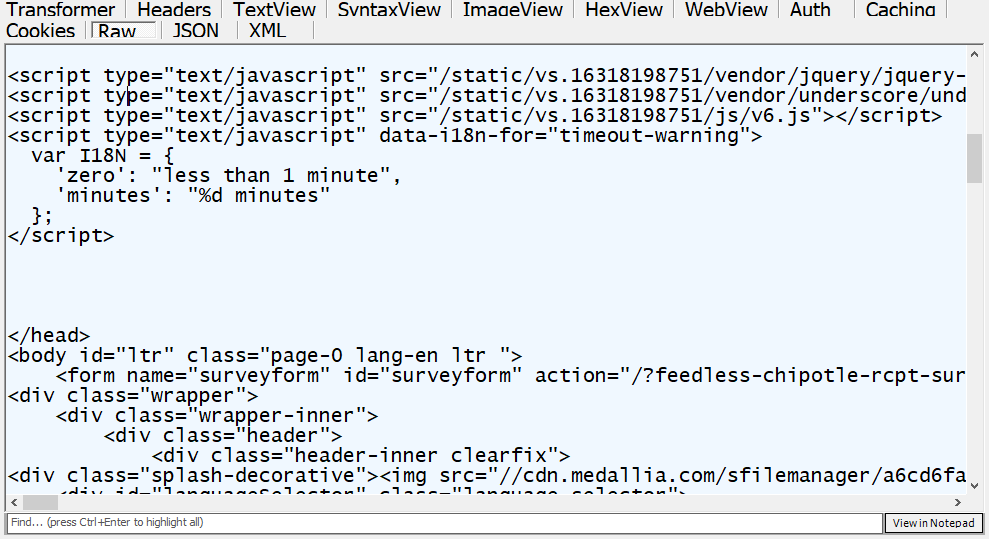 Transformer Headers TextView SyntaxView ImageView HexView WebView Auth Caching
Cookies Raw JSON XML
<script type="text/javascript" src="/static/vs.16318198751/vendor/jquery/jquery-
<script type="text/javascript" src="/static/vs.16318198751/vendor/underscore/und
<script type="text/javascript" src="/static/vs.16318198751/js/v6.js"></script>
<script type="text/javascript" data-i18n-for="timeout-warning">
var I18N = {
'zero': "less than 1 minute",
'minutes': "%d minutes"
};
</script>
</head>
<body id="ltr" class="page-0 lang-en ltr ">
<form name="surveyform" id="surveyform" action="/?feedless-chipotle-rcpt-sur
<div class="wrapper">
<div class="wrapper-inner">
<div class="header">
<div class="header-inner clearfix">
<div class="splash-decorative"><img src="//cdn.medallia.com/sfilemanager/a6cd6fa
<div id="languageSelector" class="language-selector">
Find... (press Ctrl+Enter to highlight all)
View in Notepad